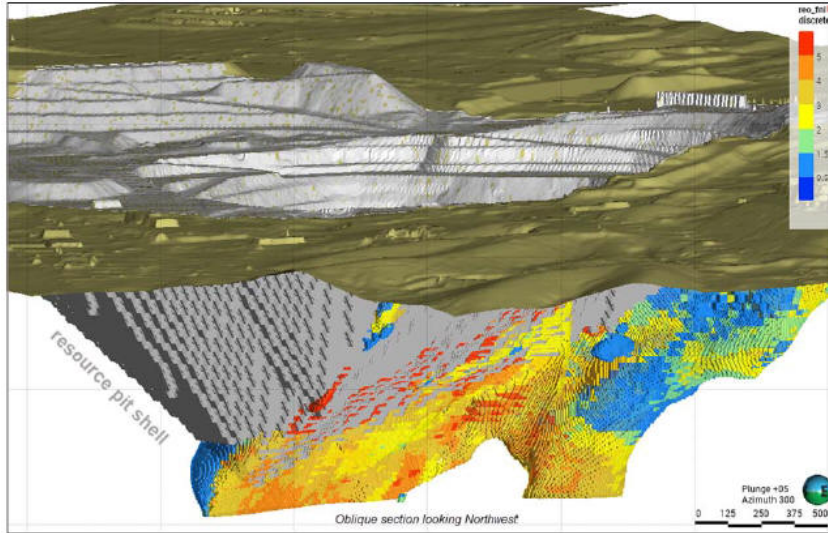 discrete
5
4
3
2
1.5
resource pit shell
Plunge +05
Azimuth 300
0 125 250 375 500
Oblique section looking Northwest